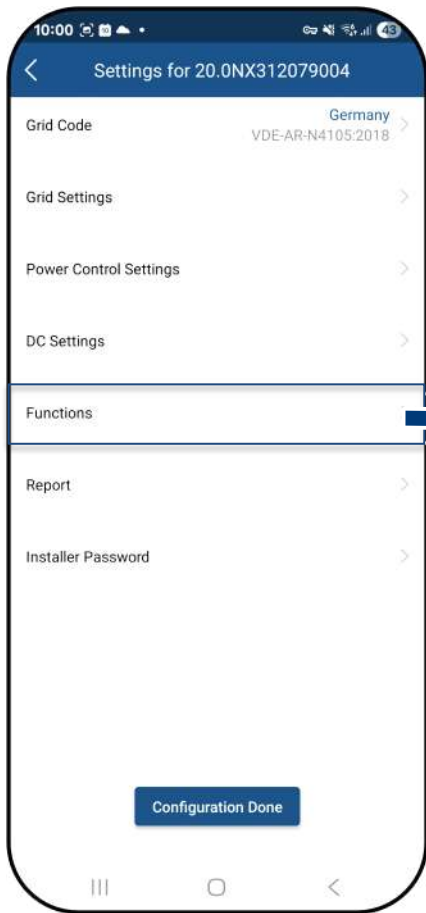 10:00
43
Settings for 20.0NX312079004
Grid Code
Germany
VDE-AR-N4105:2018
Grid Settings
Power Control Settings
DC Settings
Functions
Report
Installer Password
Configuration Done